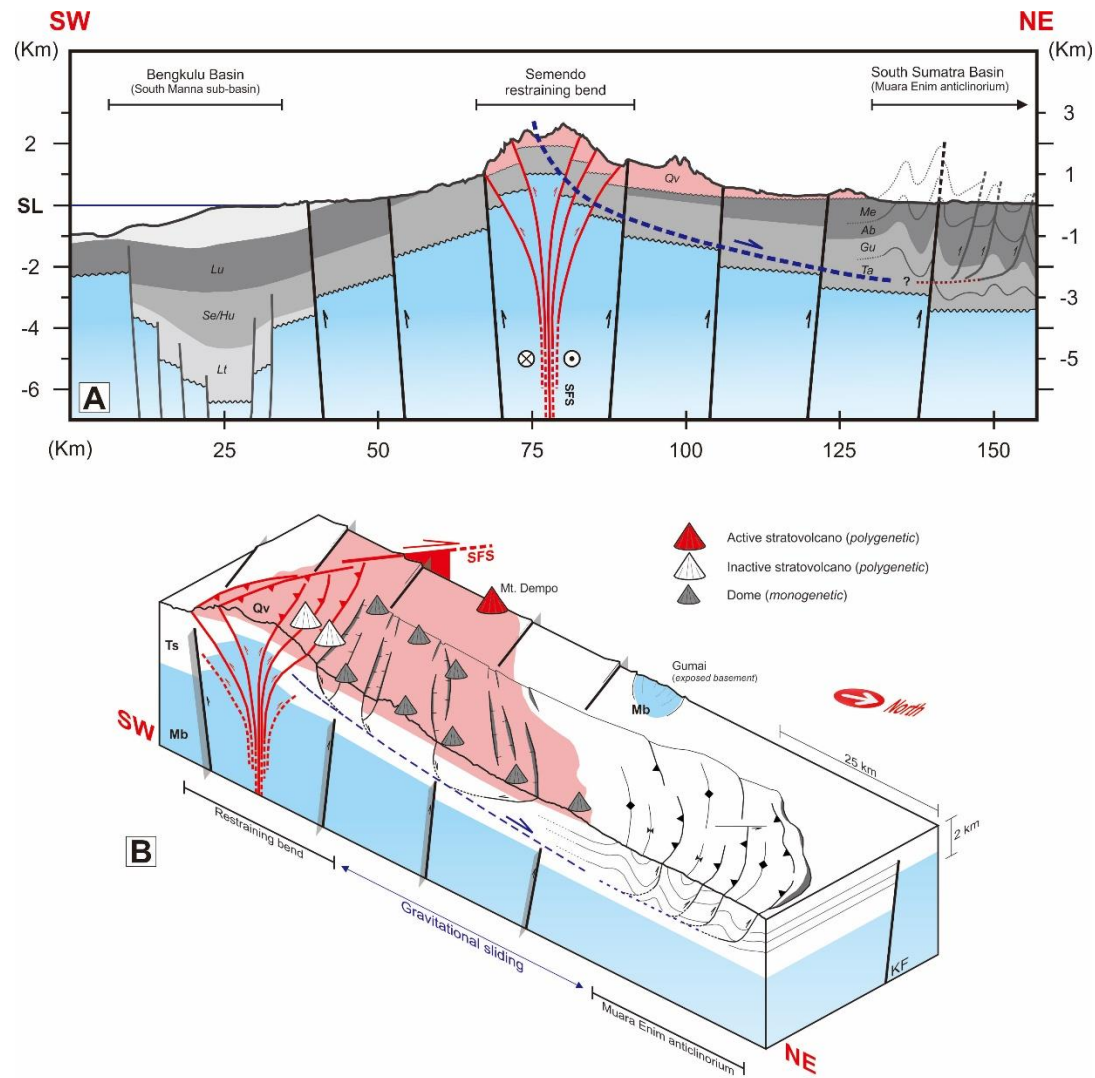 SW
NE
(Km)
(Km)
Bengkulu Basin
(South Manna sub-basin)
Semendo
restraining bend
South Sumatra Basin
(Muara Enim anticlinorium)
3
2
1
Qv
SL
Me
-1
Ab
Gu
-2
Lu
Ta
?
-3
Se/Hu
-4
Lt
-5
SFS
-6
A
(Km)
25
50
75
100
125
150
Active stratovolcano (polygenetic)
Inactive stratovolcano (polygenetic)
Dome (monogenetic)
SFS
Mt. Dempo
Qv
Ts
Gumai
(exposed basement)
Mb
North
SW
Mb
25 km
2 km
Restraining bend
B
Gravitational sliding
KF
Muara Enim anticlinorium
NE